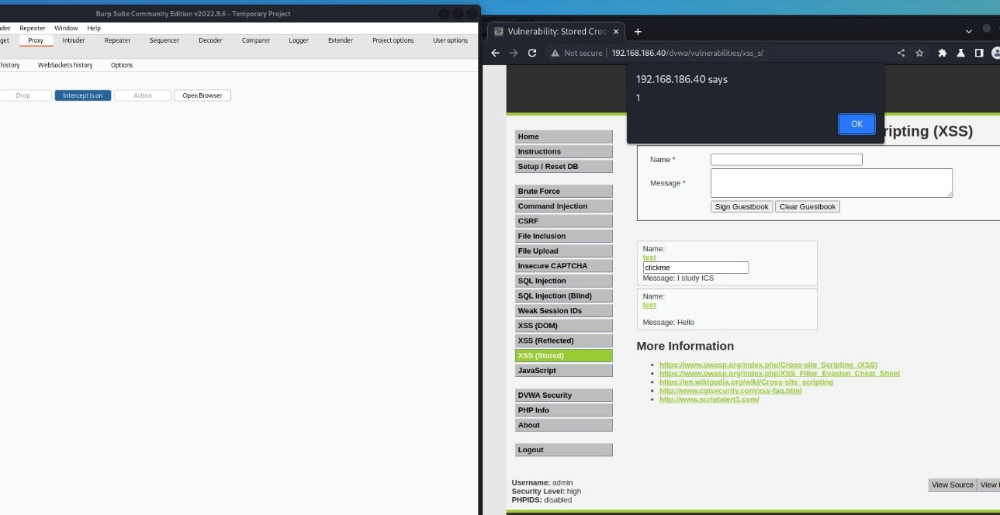 Burp Suite Community Edition v2022.9.6 - Temporary Project
Repeater Window Help
Proxy Intruder Repeater Sequencer Decoder Comparer Logger Extender Project options User options
history WebSockets history Options
Drop Intercept is on Action Open Browser
Vulnerability: Stored Cros
Not secure 192.168.186.40/dvwa/vulnerabilities/xss_s/
192.168.186.40 says
1
OK
ripting (XSS)
Home
Instructions
Setup / Reset DB
Brute Force
Command Injection
CSRF
File Inclusion
File Upload
Insecure CAPTCHA
SQL Injection
SQL Injection (Blind)
Weak Session IDs
XSS (DOM)
XSS (Reflected)
XSS (Stored)
JavaScript
DVWA Security
PHP Info
About
Logout
Name *
Message *
Sign Guestbook Clear Guestbook
Name:
test
clickme
Message: I study ICS
Name:
test
Message: Hello
More Information
https://www.owasp.org/index.php/Cross-site_Scripting_(XSS)
https://www.owasp.org/index.php/XSS_Filter_Evasion_Cheat_Sheet
https://en.wikipedia.org/wiki/Cross-site_scripting
http://www.cgisecurity.com/xss-faq.html
http://www.scriptalert1.com/
Username: admin
Security Level: high
PHPIDS: disabled
View Source View